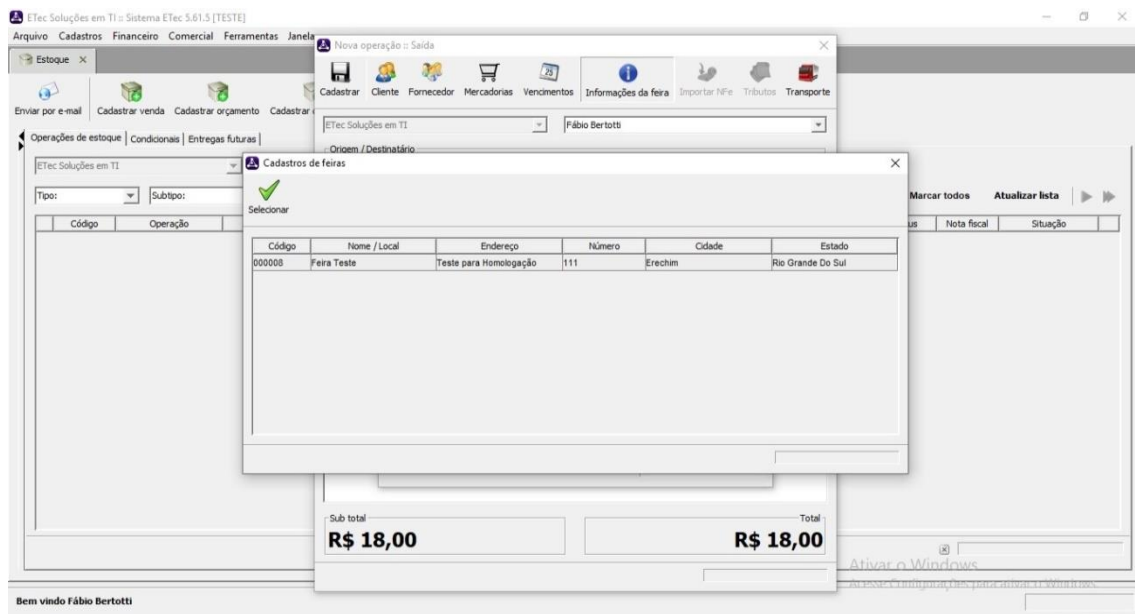 ETec Soluções em TI :: Sistema ETec 5.61.5 [TESTE]
Arquivo Cadastros Financeiro Comercial Ferramentas Janela
Estoque
Enviar por e-mail Cadastrar venda Cadastrar orçamento Cadastrar
Operações de estoque Condicionais Entregas futuras
ETec Soluções em TI
Tipo: Subtipo:
Marcar todos Atualizar lista
Código Operação
Nota fiscal Situação
Nova operação :: Saída
Cadastrar Cliente Fornecedor Mercadorias Vencimentos Informações da feira Importar NFe Tributos Transporte
ETec Soluções em TI Fábio Bertotti
Origem / Destinatário
Cadastros de feiras
Selecionar
Código Nome / Local Endereço Número Cidade Estado
000008 Feira Teste Teste para Homologação 111 Erechim Rio Grande Do Sul
Sub total Total
R$ 18,00 R$ 18,00
Ativar o Windows
Acesse Configurações para ativar o Windows.
Bem vindo Fábio Bertotti